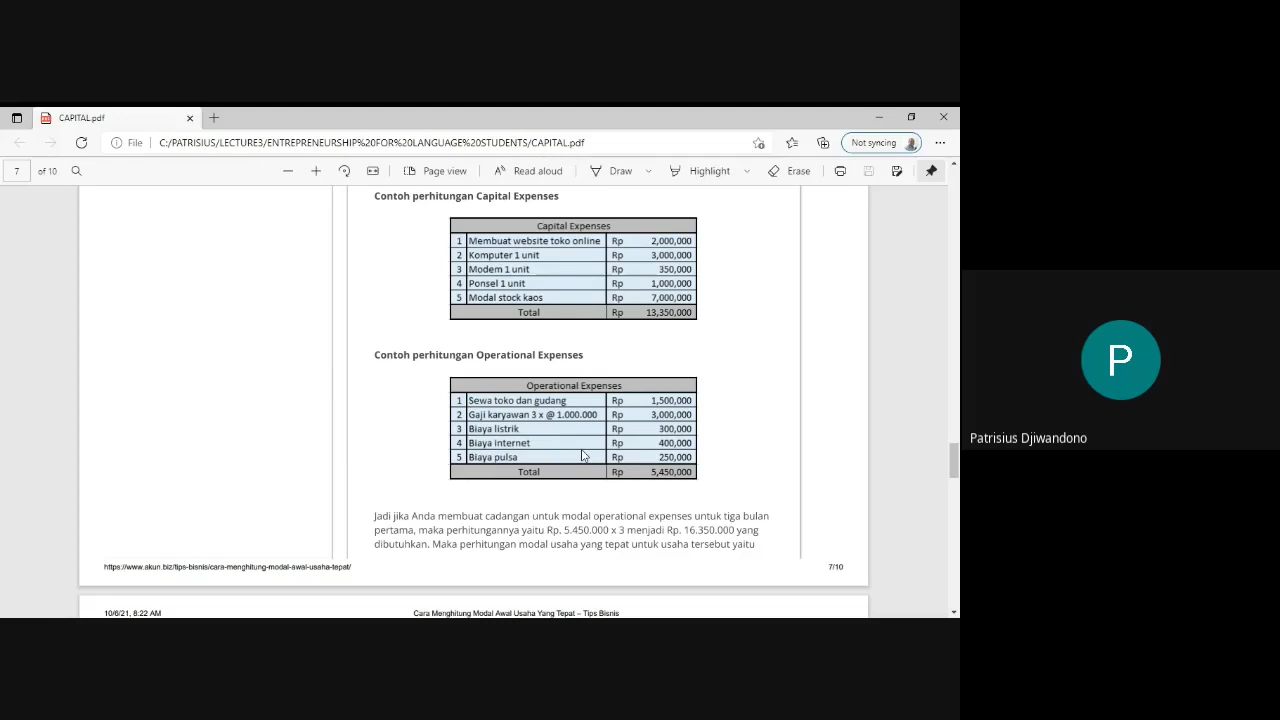 CAPITAL.pdf
File C:/PATRISIUS/LECTURE3/ENTREPRENEURSHIP%20FOR%20LANGUAGE%20STUDENTS/CAPITAL.pdf Not syncing
7 of 10 Page view Read aloud Draw Highlight Erase
Contoh perhitungan Capital Expenses
Capital Expenses
1 Membuat website toko online Rp 2,000,000
2 Komputer 1 unit Rp 3,000,000
3 Modem 1 unit Rp 350,000
4 Ponsel 1 unit Rp 1,000,000
5 Modal stock kaos Rp 7,000,000
Total Rp 13,350,000
Contoh perhitungan Operational Expenses
Operational Expenses
1 Sewa toko dan gudang Rp 1,500,000
2 Gaji karyawan 3 x @ 1.000.000 Rp 3,000,000
3 Biaya listrik Rp 300,000
4 Biaya internet Rp 400,000
5 Biaya pulsa Rp 250,000
Total Rp 5,450,000
Jadi jika Anda membuat cadangan untuk modal operational expenses untuk tiga bulan
pertama, maka perhitungannya yaitu Rp. 5.450.000 x 3 menjadi Rp. 16.350.000 yang
dibutuhkan. Maka perhitungan modal usaha yang tepat untuk usaha tersebut yaitu
https://www.akun.biz/tips-bisnis/cara-menghitung-modal-awal-usaha-tepat/ 7/10
10/6/21, 8:22 AM Cara Menghitung Modal Awal Usaha Yang Tepat – Tips Bisnis
P
Patrisius Djiwandono